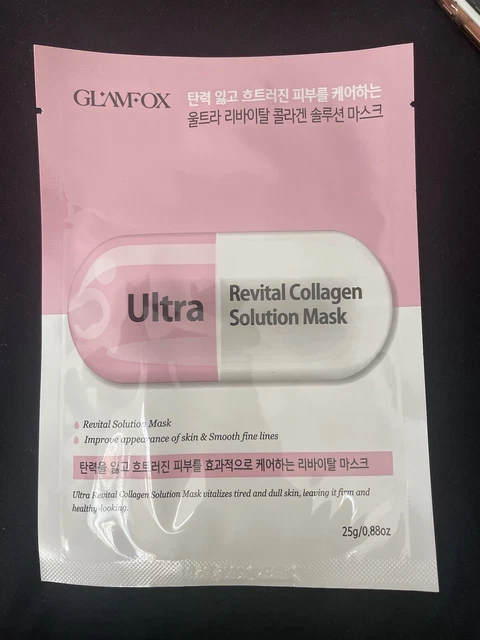 GLAMFOX
탄력 잃고 흐트러진 피부를 케어하는
울트라 리바이탈 콜라겐 솔루션 마스크
Ultra
Revital Collagen
Solution Mask
Revital Solution Mask
Improve appearance of skin & Smooth fine lines
탄력을 잃고 흐트러진 피부를 효과적으로 케어하는 리바이탈 마스크
Ultra Revital Collagen Solution Mask vitalizes tired and dull skin, leaving it firm and
healthy-looking.
25g/0.88oz